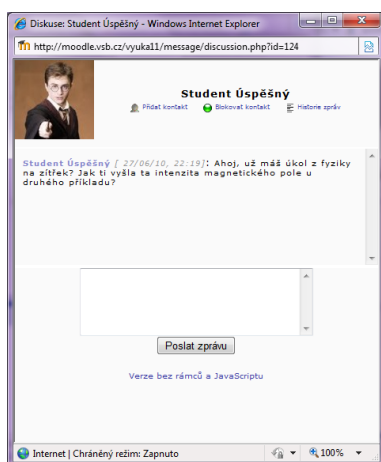 Diskuse: Student Úspěšný - Windows Internet Explorer
http://moodle.vsb.cz/vyuka11/message/discussion.php?id=124
Student Úspěšný
Přidat kontakt Blokovat kontakt Historie zpráv
Student Úspěšný [ 27/06/10, 22:19]: Ahoj, už máš úkol z fyziky
na zítřek? Jak ti vyšla ta intenzita magnetického pole u
druhého příkladu?
Poslat zprávu
Verze bez rámců a JavaScriptu
Internet | Chráněný režim: Zapnuto 100%